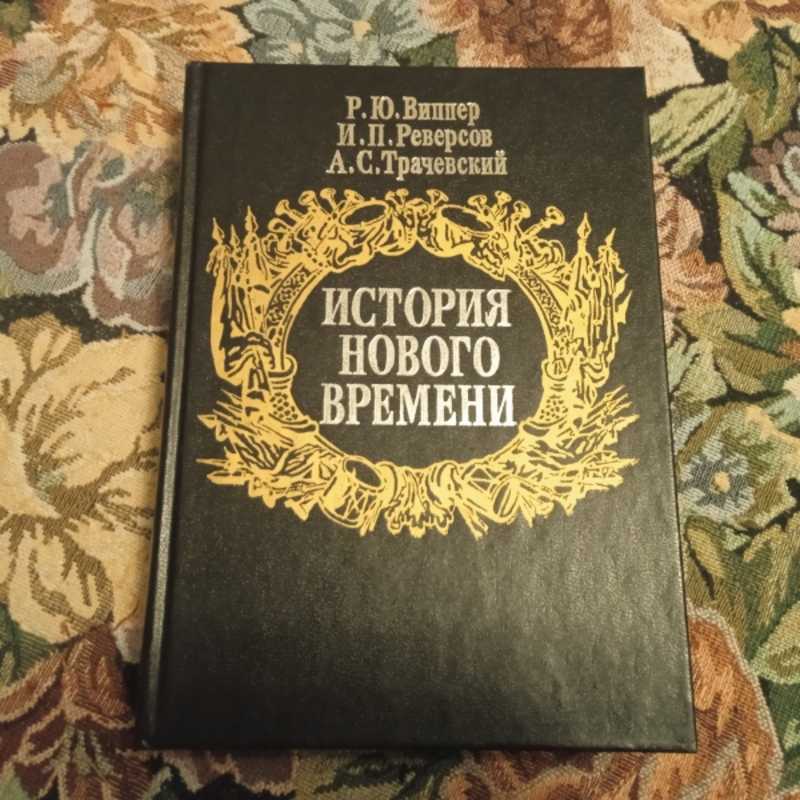 Р.Ю.Виппер
И.П.Реверсов
А.С.Трачевский
ИСТОРИЯ
НОВОГО
ВРЕМЕНИ